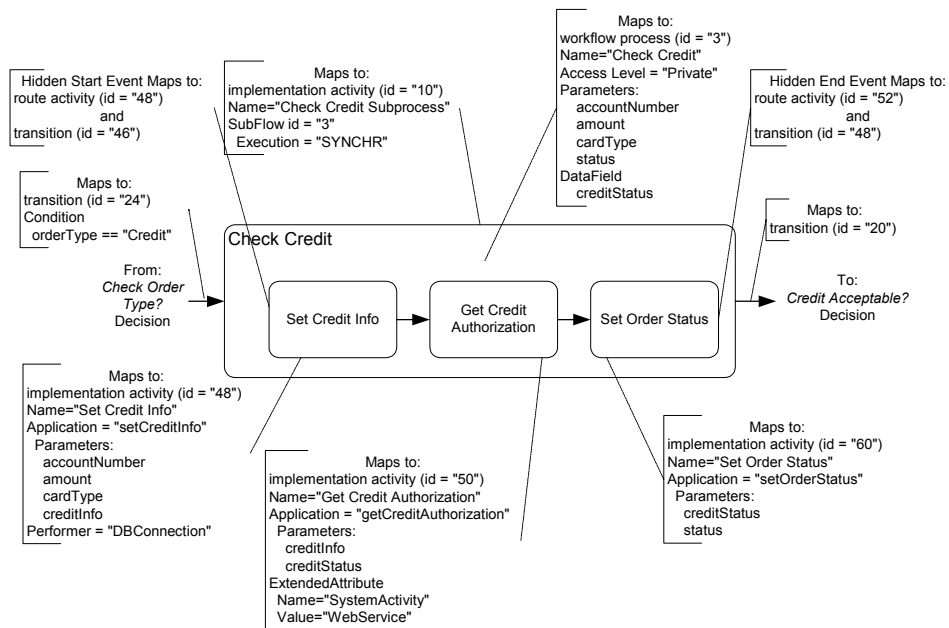 Hidden Start Event Maps to:
route activity (id = "48")
and
transition (id = "46")
Maps to:
implementation activity (id = "10")
Name="Check Credit Subprocess"
SubFlow id = "3"
Execution = "SYNCHR"
Maps to:
workflow process (id = "3")
Name="Check Credit"
Access Level = "Private"
Parameters:
accountNumber
amount
cardType
status
DataField
creditStatus
Hidden End Event Maps to:
route activity (id = "52")
and
transition (id = "48")
Maps to:
transition (id = "24")
Condition
orderType == "Credit"
Maps to:
transition (id = "20")
Check Credit
From:
Check Order
Type?
Decision
Set Credit Info
Get Credit
Authorization
Set Order Status
To:
Credit Acceptable?
Decision
Maps to:
implementation activity (id = "48")
Name="Set Credit Info"
Application = "setCreditInfo"
Parameters:
accountNumber
amount
cardType
creditInfo
Performer = "DBConnection"
Maps to:
implementation activity (id = "50")
Name="Get Credit Authorization"
Application = "getCreditAuthorization"
Parameters:
creditInfo
creditStatus
ExtendedAttribute
Name="SystemActivity"
Value="WebService"
Maps to:
implementation activity (id = "60")
Name="Set Order Status"
Application = "setOrderStatus"
Parameters:
creditStatus
status